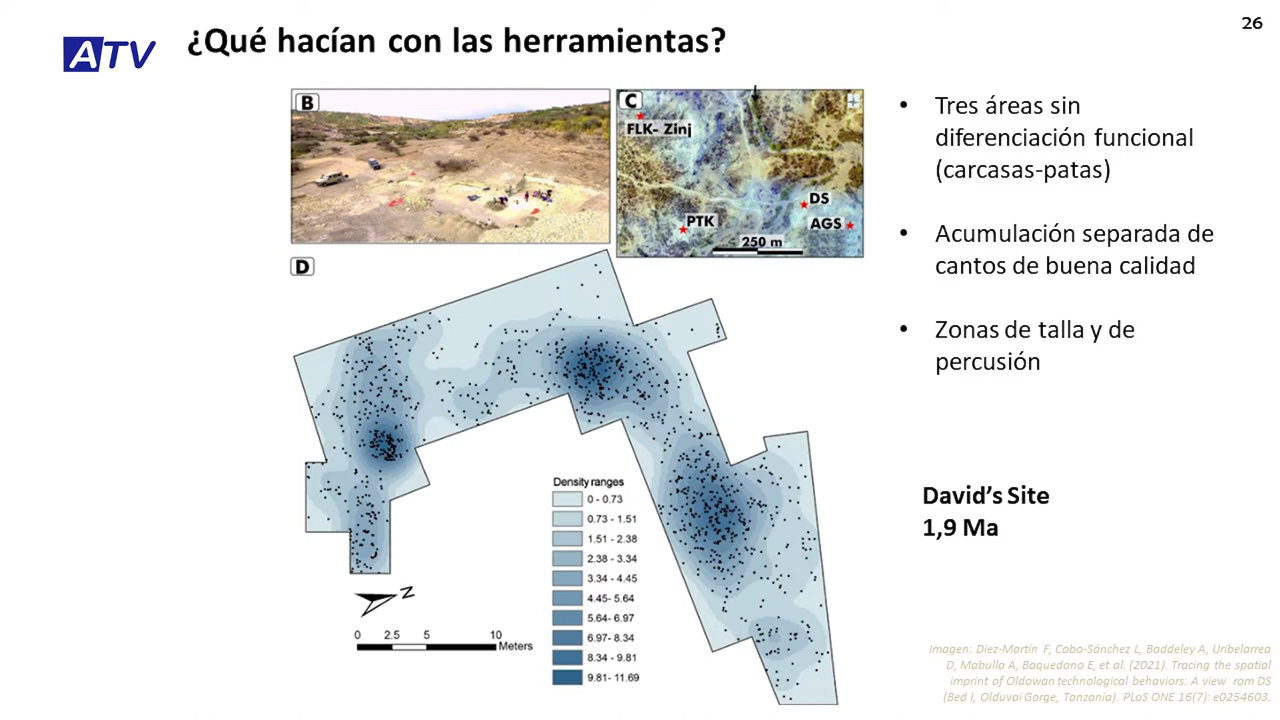 26
ATV
¿Qué hacían con las herramientas?
B
C
FLK- Zinj
DS
PTK
AGS
250 m
D
• Tres áreas sin
diferenciación funcional
(carcasas-patas)
• Acumulación separada de
cantos de buena calidad
• Zonas de talla y de
percusión
David’s Site
1,9 Ma
Density ranges
0 - 0.73
0.73 - 1.51
1.51 - 2.38
2.38 - 3.34
3.34 - 4.45
4.45- 5.64
5.64- 6.97
6.97- 8.34
8.34 - 9.81
9.81- 11.69
N
0 2.5 5 10
Meters
Imagen: Diez-Martín F, Cobo-Sánchez L, Baddeley A, Uribelarrea
D, Mabulla A, Baquedano E, et al. (2021). Tracing the spatial
imprint of Oldowan technological behaviors: A view rom DS
(Bed I, Olduvai Gorge, Tanzania). PLoS ONE 16(7): e0254603.